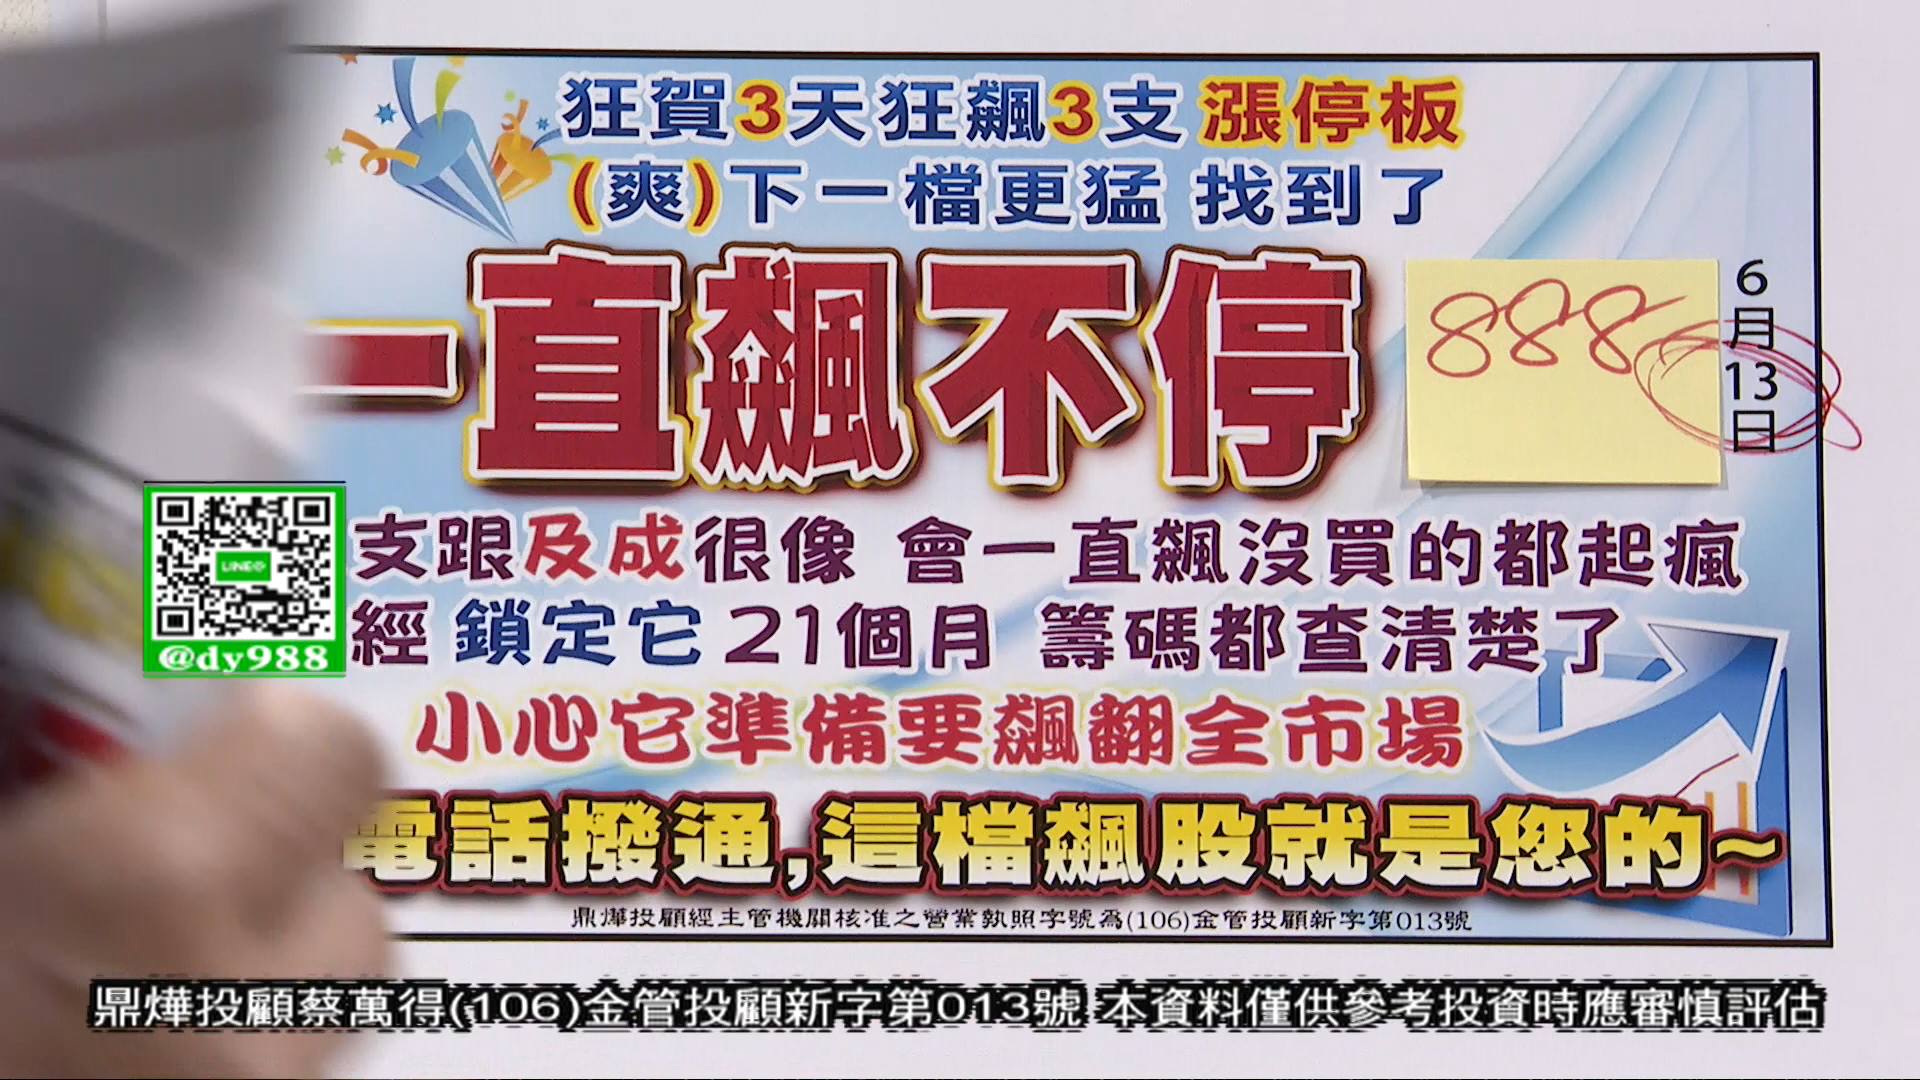 狂賀3天狂飆3支 漲停板
(爽)下一檔更猛 找到了
一直飆不停
888
6月13日
支跟及成很像 會一直飆沒買的都起瘋
經 鎖定它 21個月 籌碼都查清楚了
LINE@
@dy988
小心它準備要飆翻全市場
電話撥通,這檔飆股就是您的~
鼎燁投顧經主管機關核准之營業執照字號為(106)金管投顧新字第013號
鼎燁投顧蔡萬得(106)金管投顧新字第013號 本資料僅供參考投資時應審慎評估